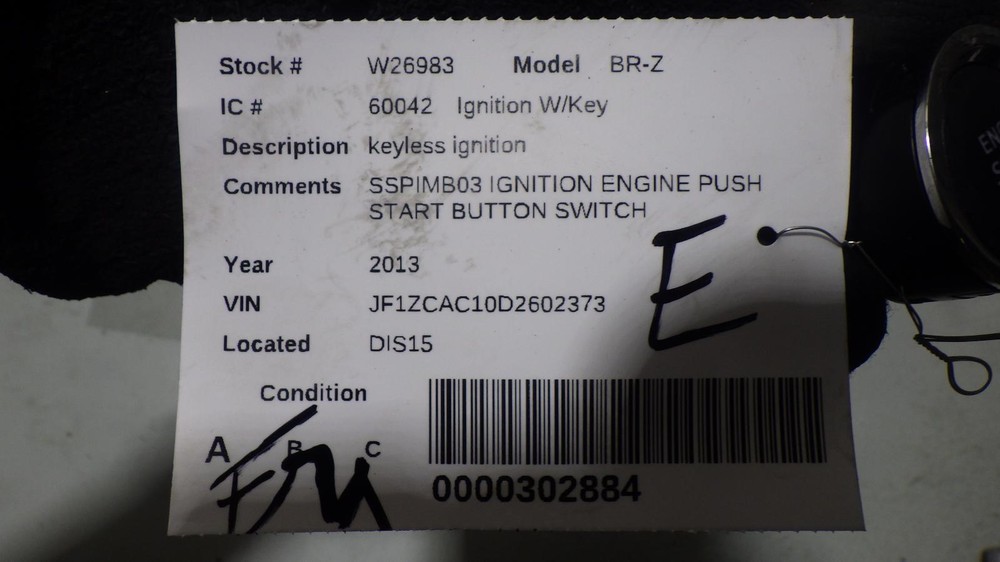 Stock # W26983 Model BR-Z
IC # 60042 Ignition W/Key
Description keyless ignition
Comments SSPIMB03 IGNITION ENGINE PUSH
START BUTTON SWITCH
E
Year 2013
VIN JF1ZCAC10D2602373
Located DIS15
Condition
A B C
0000302884